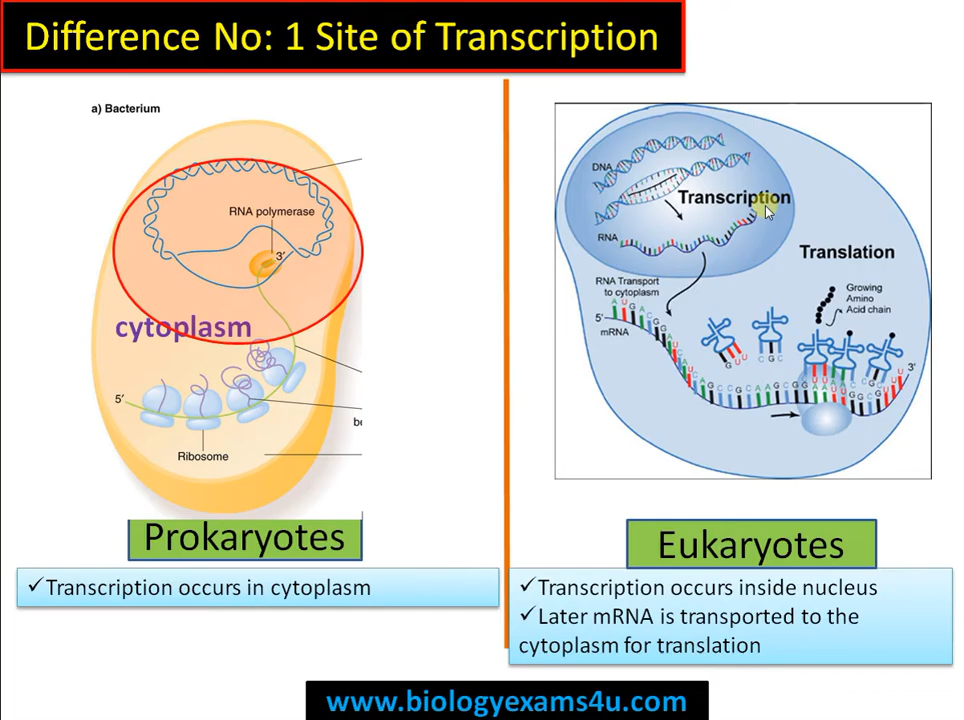 Difference No: 1 Site of Transcription
a) Bacterium
RNA polymerase
3′
cytoplasm
5′
Ribosome
Prokaryotes
✓Transcription occurs in cytoplasm
DNA
Transcription
RNA
Translation
RNA Transport
to cytoplasm
Growing
Amino
Acid chain
5′
mRNA
3′
Eukaryotes
✓Transcription occurs inside nucleus
✓Later mRNA is transported to the
cytoplasm for translation
www.biologyexams4u.com